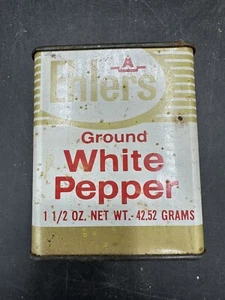 Ehlers
Ground
White
Pepper
1 1/2 OZ. NET WT.- 42.52 GRAMS